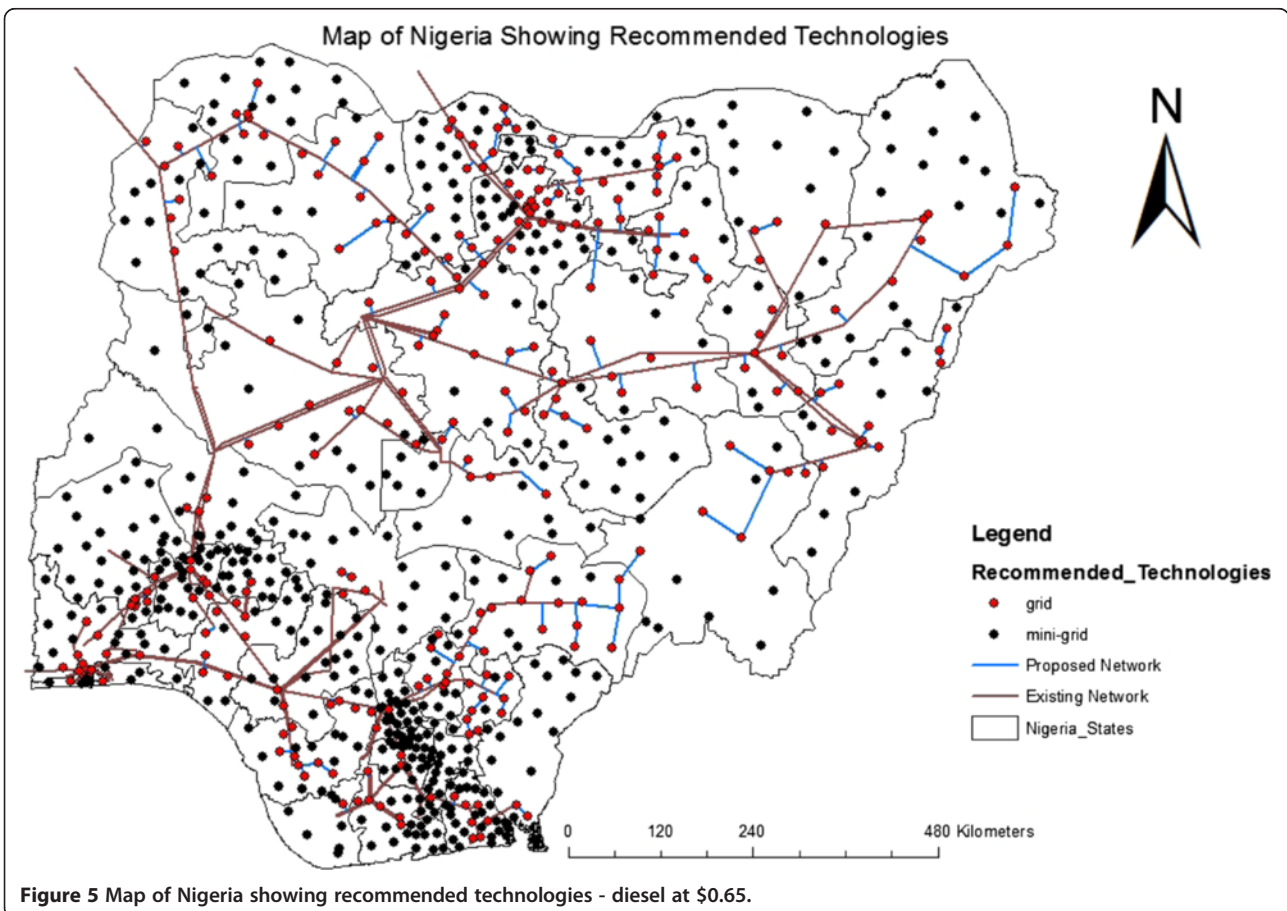 Map of Nigeria Showing Recommended Technologies
N
Legend
Recommended_Technologies
grid
mini-grid
Proposed Network
Existing Network
Nigeria_States
0 120 240 480 Kilometers
Figure 5 Map of Nigeria showing recommended technologies - diesel at $0.65.